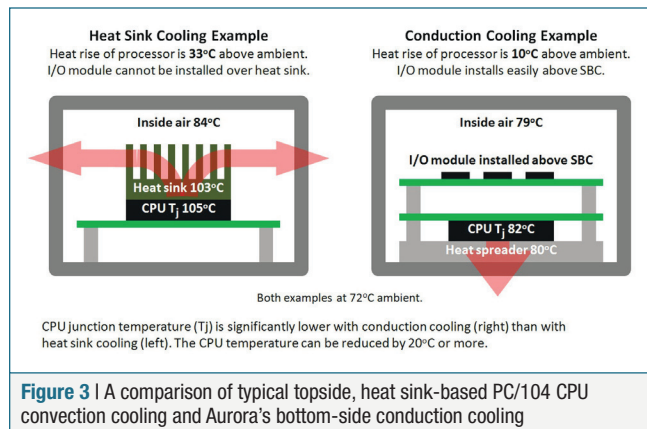 Heat Sink Cooling Example
Heat rise of processor is 33°C above ambient.
I/O module cannot be installed over heat sink.
Inside air 84°C
Heat sink 103°C
CPU Tj 105°C
Conduction Cooling Example
Heat rise of processor is 10°C above ambient.
I/O module installs easily above SBC.
Inside air 79°C
I/O module installed above SBC
CPU Tj 82°C
Heat spreader 80°C
Both examples at 72°C ambient.
CPU junction temperature (Tj) is significantly lower with conduction cooling (right) than with
heat sink cooling (left). The CPU temperature can be reduced by 20°C or more.
Figure 3 | A comparison of typical topside, heat sink-based PC/104 CPU
convection cooling and Aurora's bottom-side conduction cooling